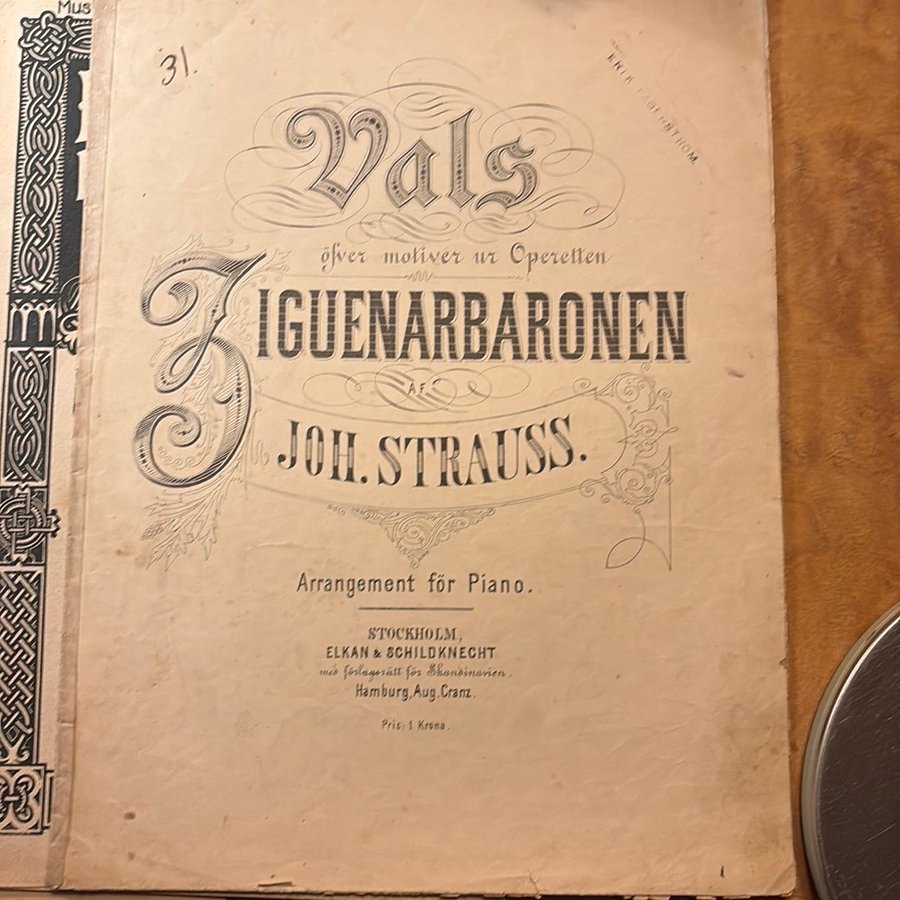 Mus
31.
Vals
öfver motiver ur Operetten
ZIGUENARBARONEN
AF
JOH. STRAUSS.
Arrangement för Piano.
STOCKHOLM,
ELKAN & SCHILDKNECHT
med förlagsrätt för Skandinavien.
Hamburg, Aug. Cranz.
Pris: 1 Krona.